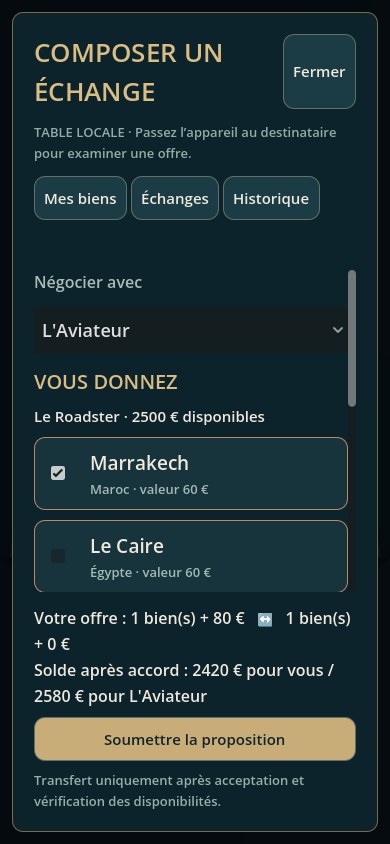 COMPOSER UN
ÉCHANGE
Fermer
TABLE LOCALE · Passez l’appareil au destinataire
pour examiner une offre.
Mes biens
Échanges
Historique
Négocier avec
L'Aviateur
VOUS DONNEZ
Le Roadster · 2500 € disponibles
Marrakech
Maroc · valeur 60 €
Le Caire
Égypte · valeur 60 €
Votre offre : 1 bien(s) + 80 € ↔ 1 bien(s)
+ 0 €
Solde après accord : 2420 € pour vous /
2580 € pour L'Aviateur
Soumettre la proposition
Transfert uniquement après acceptation et
vérification des disponibilités.